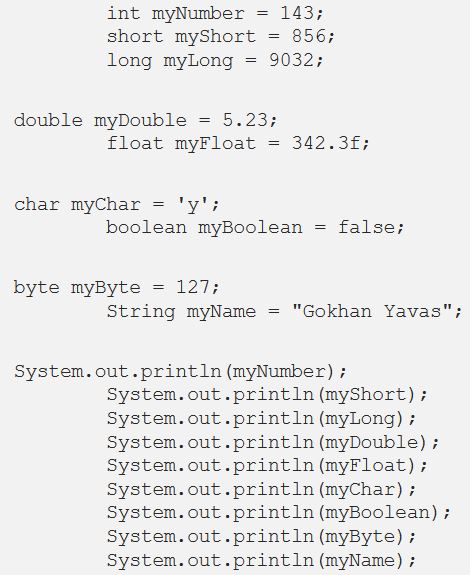 int myNumber = 143;
short myShort = 856;
long myLong = 9032;
double myDouble = 5.23;
float myFloat = 342.3f;
char myChar = 'y';
boolean myBoolean = false;
byte myByte = 127;
String myName = "Gokhan Yavas";
System.out.println(myNumber);
System.out.println(myShort);
System.out.println(myLong);
System.out.println(myDouble);
System.out.println(myFloat);
System.out.println(myChar);
System.out.println(myBoolean);
System.out.println(myByte);
System.out.println(myName);